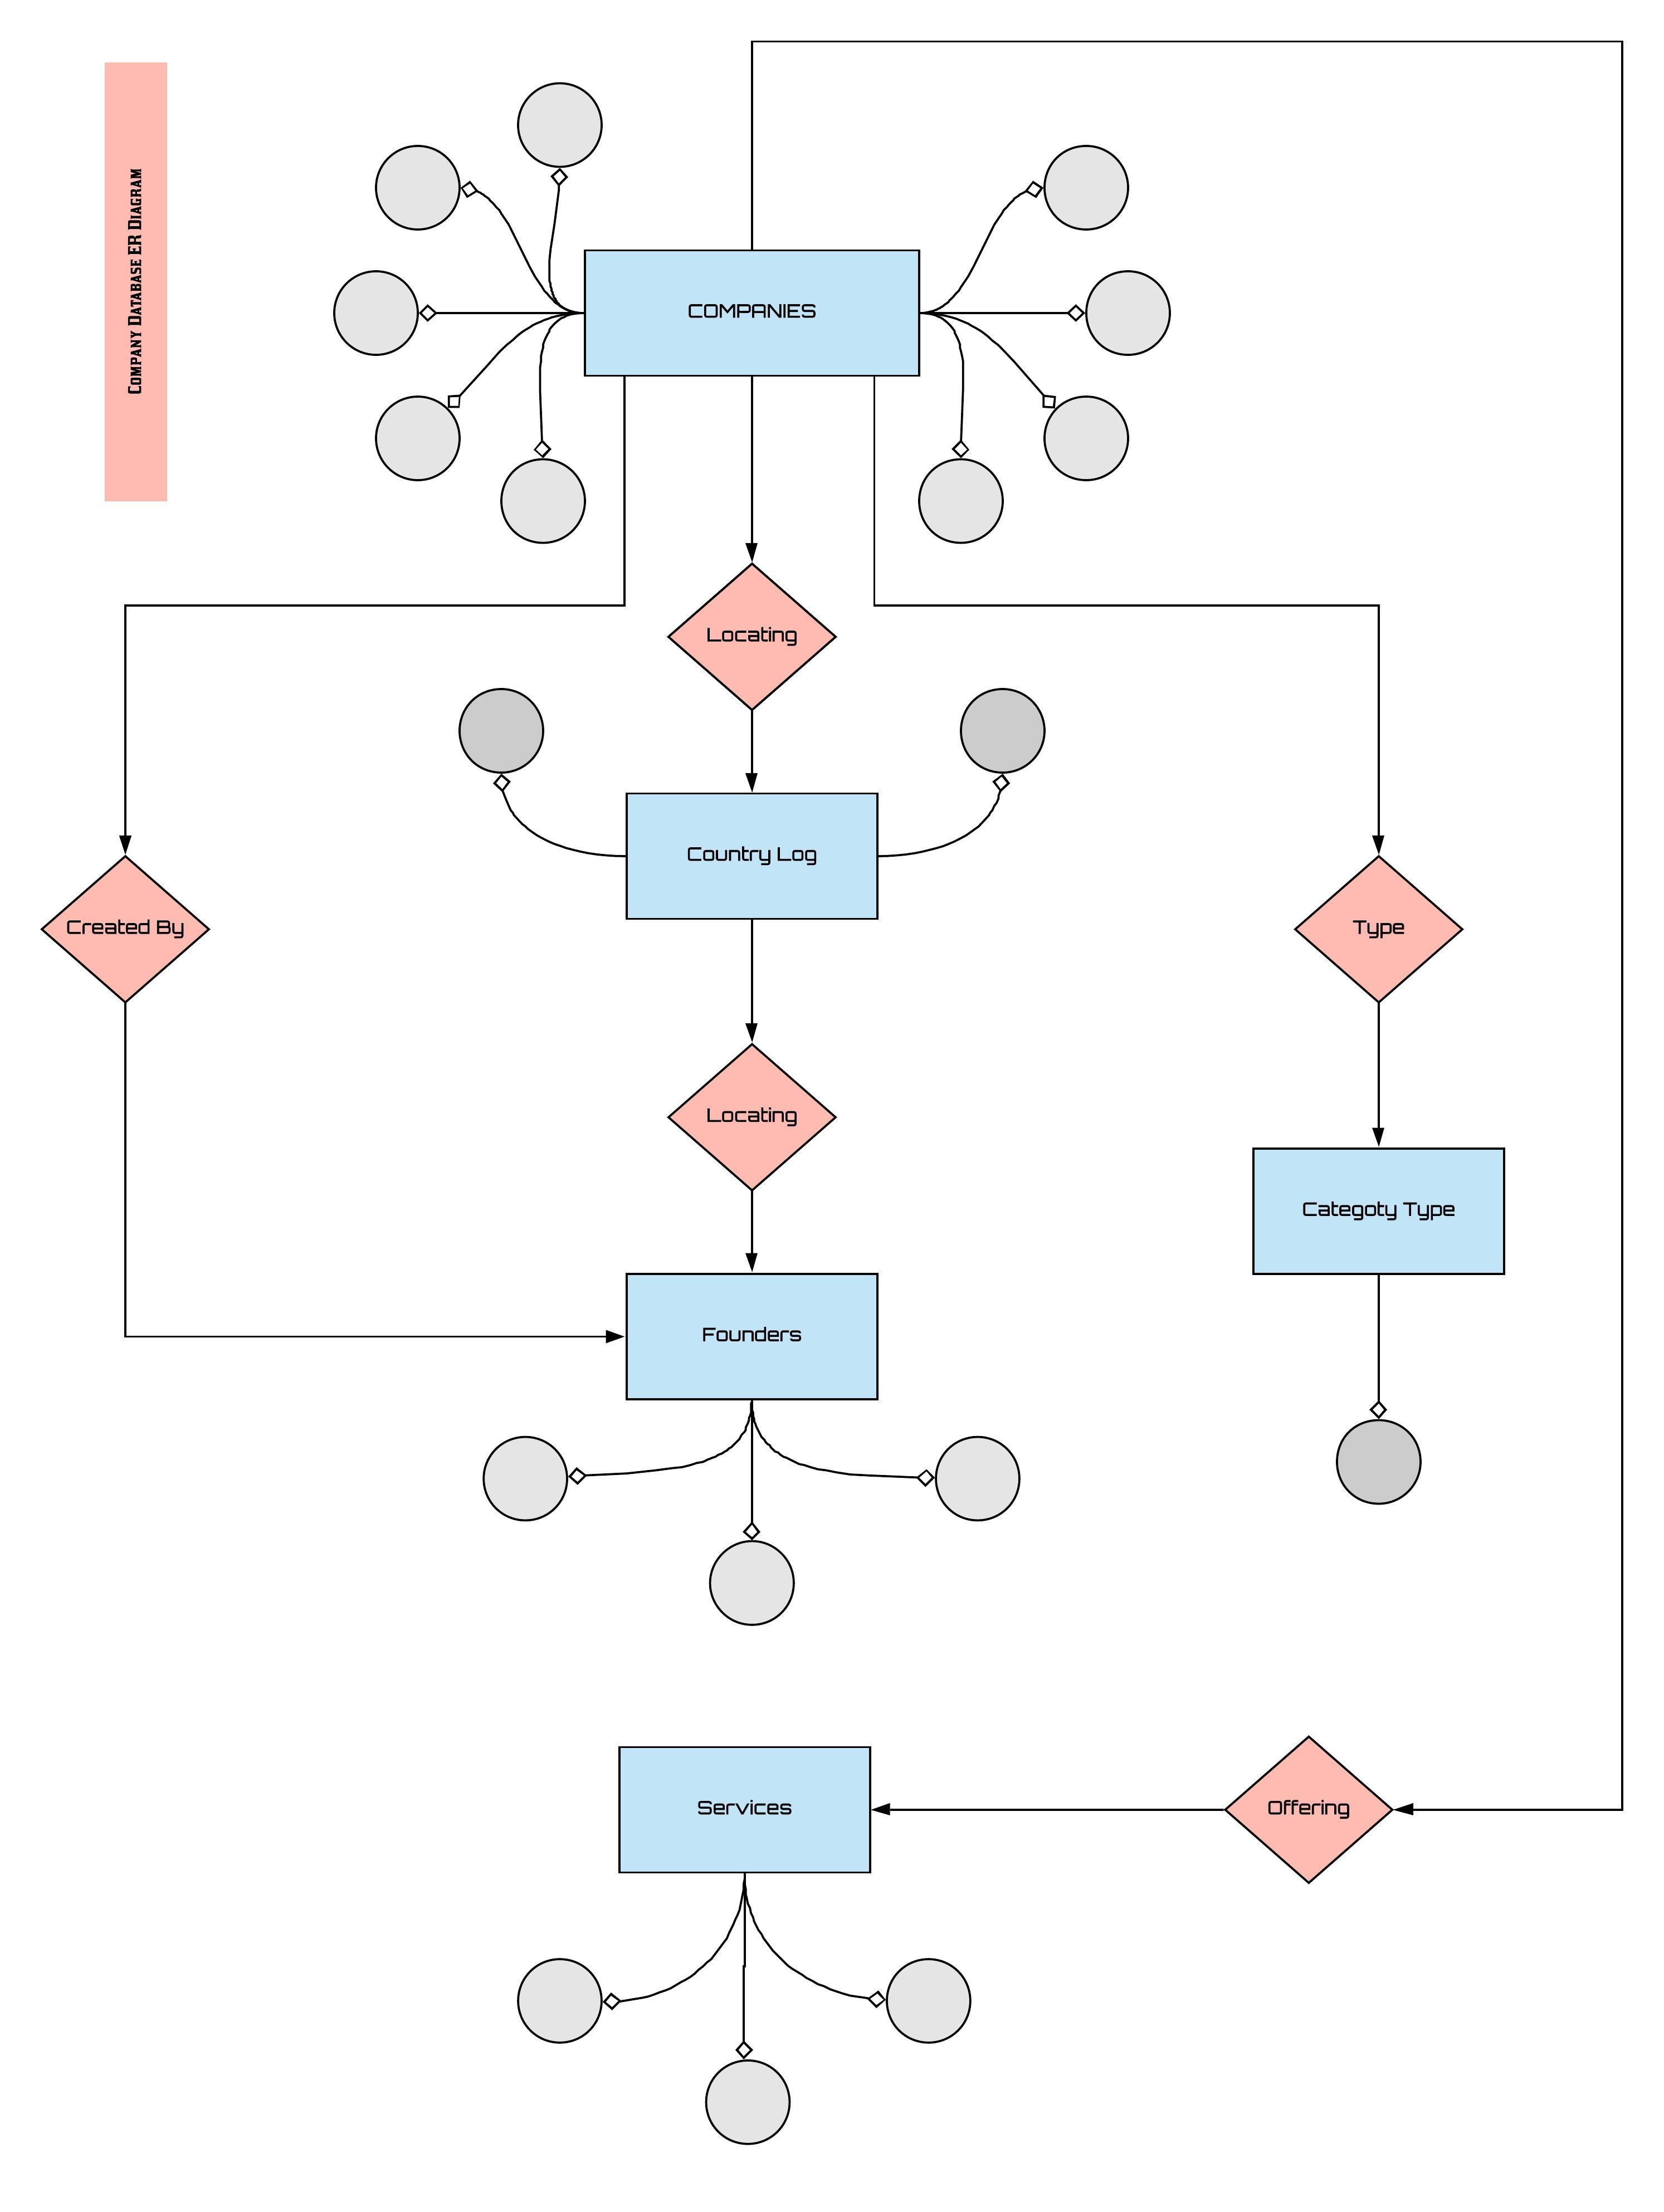 Company Database ER Diagram
COMPANIES
Locating
Country Log
Created By
Type
Locating
Categoty Type
Founders
Services
Offering